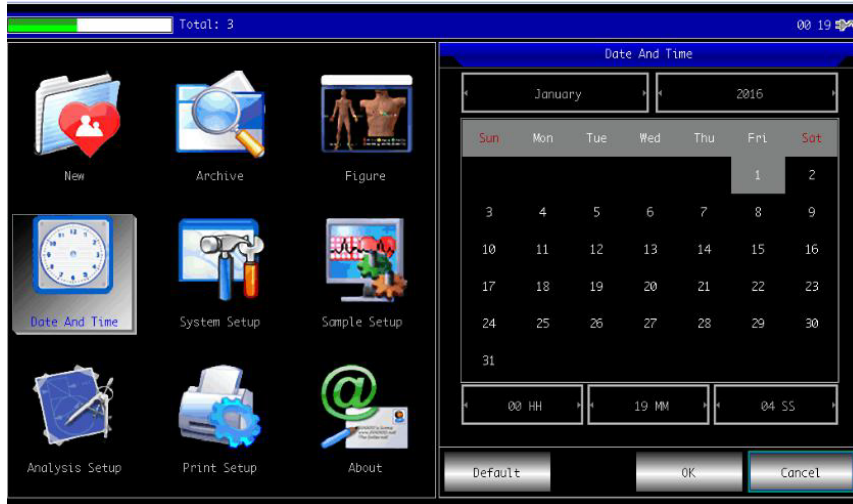 Total: 3
00 19
New
Archive
Figure
Date And Time
System Setup
Sample Setup
Analysis Setup
Print Setup
About
Date And Time
January
2016
Sun Mon Tue Wed Thu Fri Sat
1 2
3 4 5 6 7 8 9
10 11 12 13 14 15 16
17 18 19 20 21 22 23
24 25 26 27 28 29 30
31
00 HH
19 MM
04 SS
Default
OK
Cancel